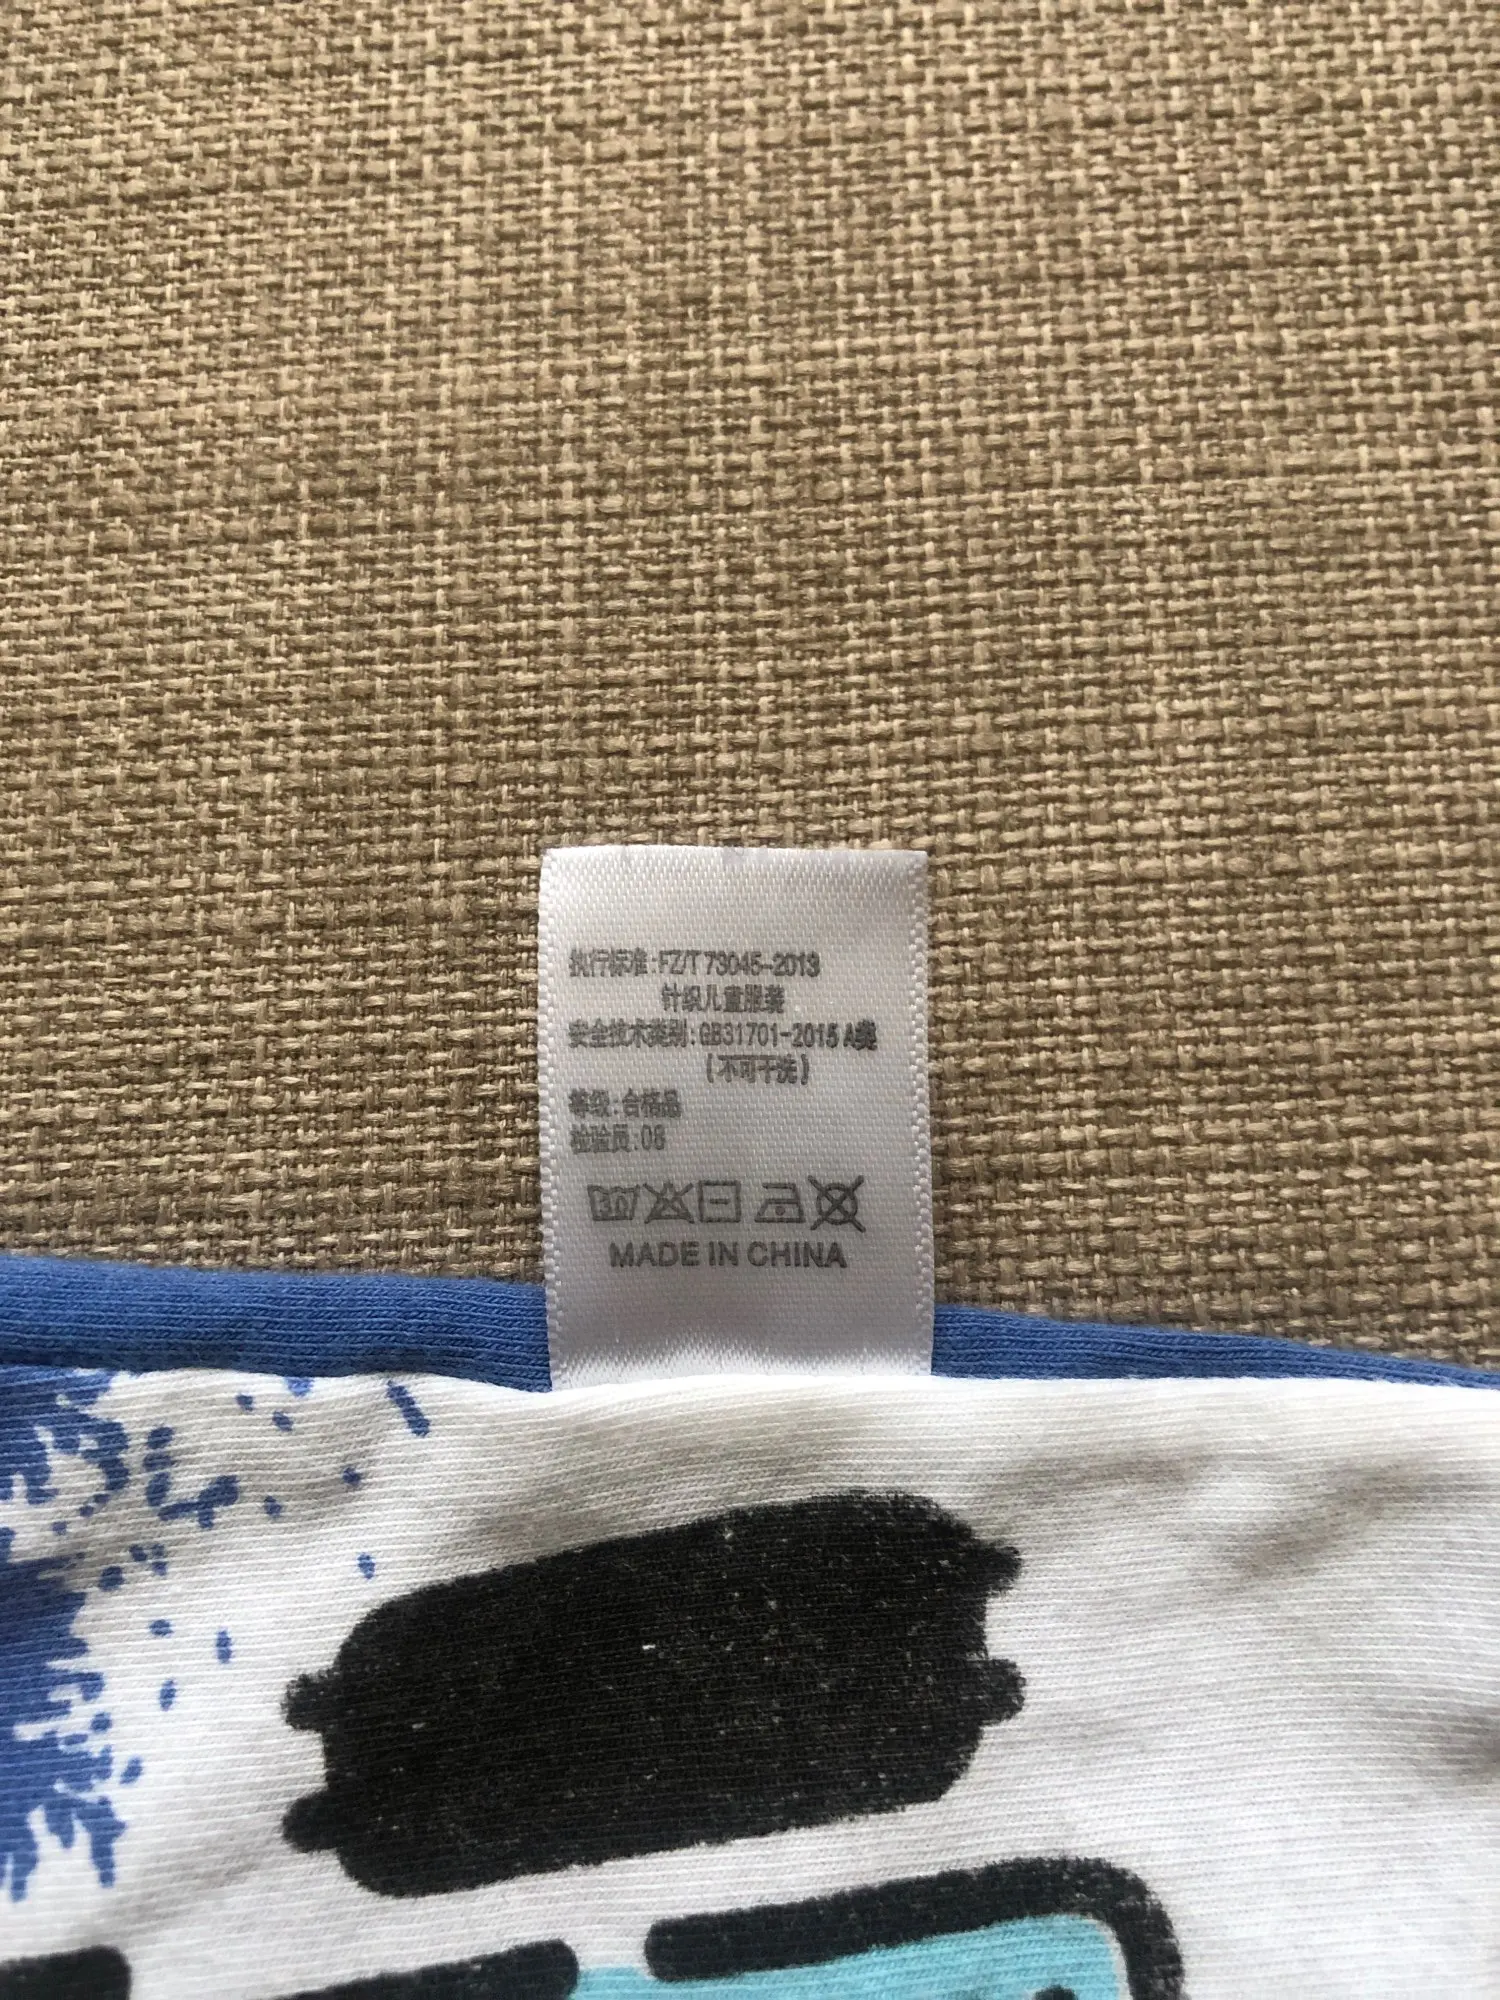 执行标准:FZ/T 73045-2013
针织儿童服装
安全技术类别:GB31701-2015 A类
(不可干洗)
等级:合格品
检验员:08
30
MADE IN CHINA